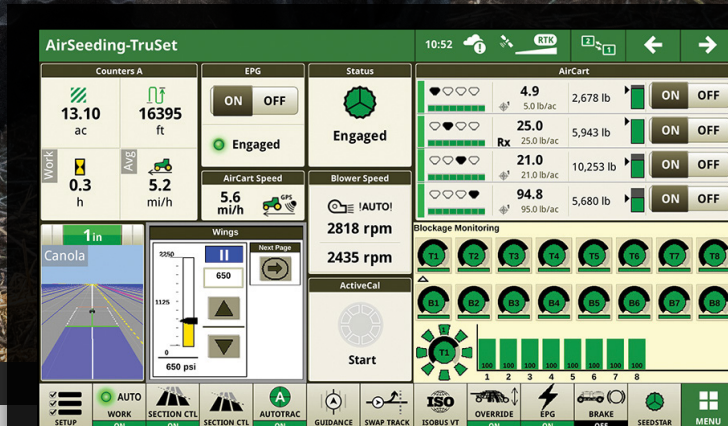 AirSeeding-TruSet
10:52
RTK
2
1
Counters A
13.10
ac
16395
ft
Work
0.3
h
Avg
5.2
mi/h
EPG
ON OFF
Engaged
AirCart Speed
5.6
mi/h
GPS
Status
Engaged
Blower Speed
!AUTO!
2818 rpm
2435 rpm
ActiveCal
Start
AirCart
4.9
5.0 lb/ac
2,678 lb
ON OFF
25.0
Rx 25.0 lb/ac
5,943 lb
ON OFF
21.0
21.0 lb/ac
10,253 lb
ON OFF
94.8
95.0 lb/ac
5,680 lb
ON OFF
1 in
Canola
Wings
2250
1125
0
650 psi
650
Next Page
Blockage Monitoring
T1 T2 T3 T4 T5 T6 T7 T8
B1 B2 B3 B4 B5 B6 B7 B8
T1
100 100 100 100 100 100 100 100
1 2 3 4 5 6 7 8
SETUP
AUTO
WORK
ON
SECTION CTL
ON
SECTION CTL
A
AUTOTRAC
ON
GUIDANCE
SWAP TRACK
ISO
ISOBUS VT
OVERRIDE
ON
EPG
ON
BRAKE
OFF
SEEDSTAR
MENU